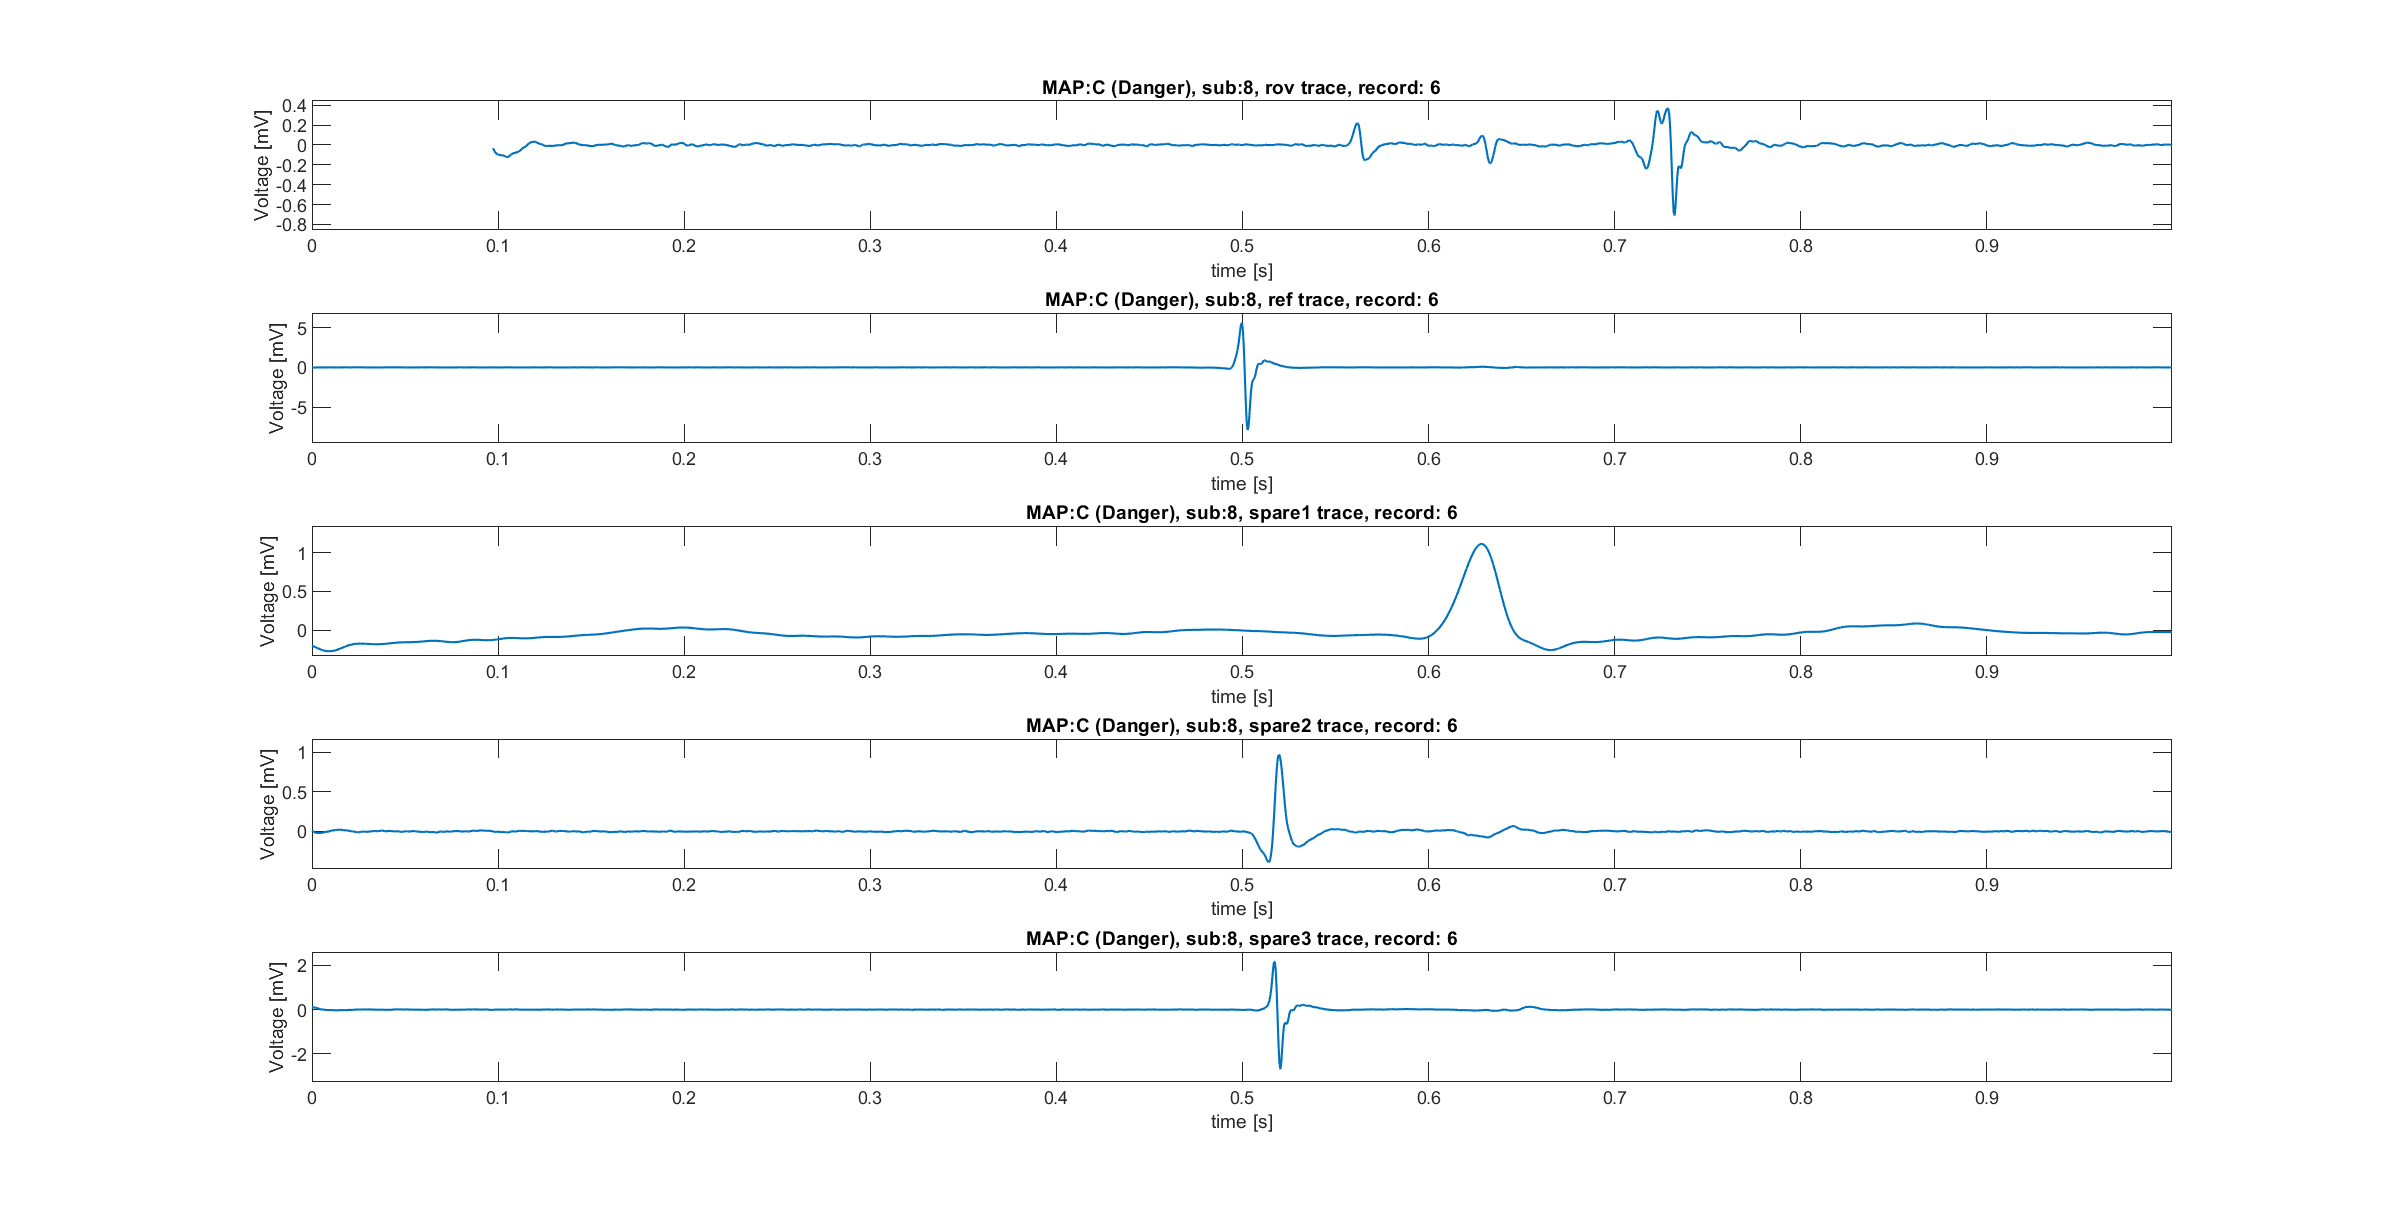 MAP:C (Danger), sub:8, rov trace, record: 6
Voltage [mV]
0.4
0.2
0
-0.2
-0.4
-0.6
-0.8
0 0.1 0.2 0.3 0.4 0.5 0.6 0.7 0.8 0.9
time [s]
MAP:C (Danger), sub:8, ref trace, record: 6
Voltage [mV]
5
0
-5
0 0.1 0.2 0.3 0.4 0.5 0.6 0.7 0.8 0.9
time [s]
MAP:C (Danger), sub:8, spare1 trace, record: 6
Voltage [mV]
1
0.5
0
0 0.1 0.2 0.3 0.4 0.5 0.6 0.7 0.8 0.9
time [s]
MAP:C (Danger), sub:8, spare2 trace, record: 6
Voltage [mV]
1
0.5
0
0 0.1 0.2 0.3 0.4 0.5 0.6 0.7 0.8 0.9
time [s]
MAP:C (Danger), sub:8, spare3 trace, record: 6
Voltage [mV]
2
0
-2
0 0.1 0.2 0.3 0.4 0.5 0.6 0.7 0.8 0.9
time [s]